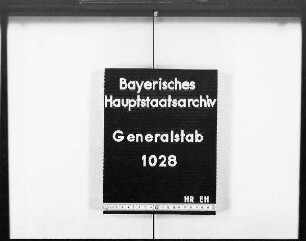 Bayerisches
Hauptstaatsarchiv
Generalstab
1028
HR EH